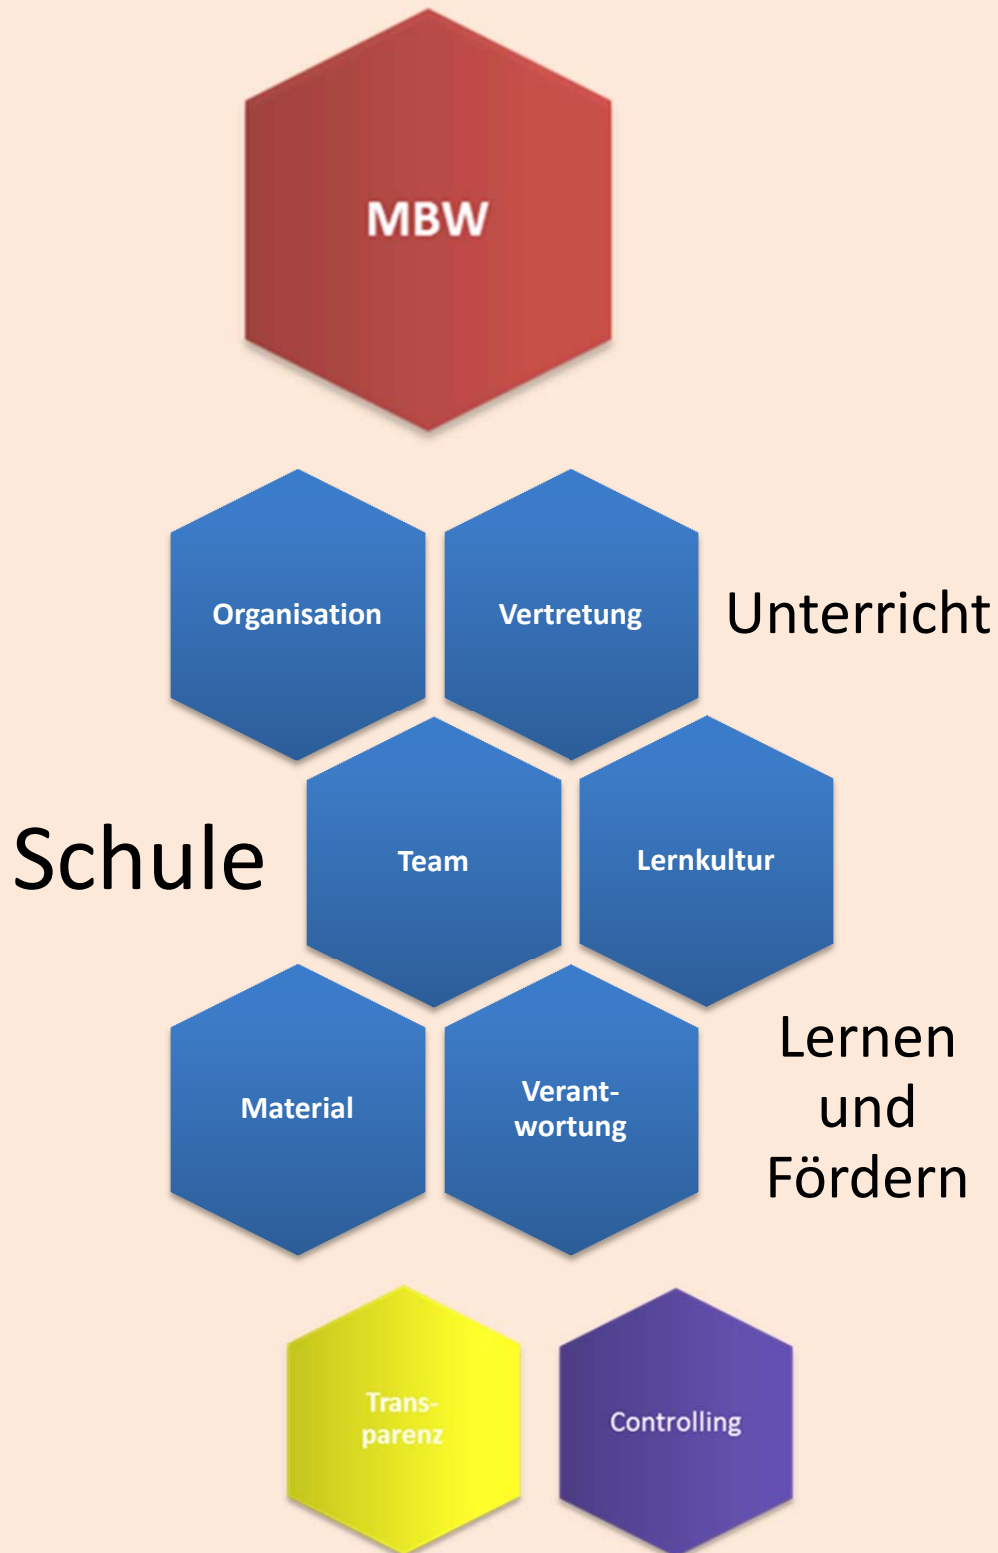 MBW
Organisation
Vertretung
Unterricht
Schule
Team
Lernkultur
Material
Verant-
wortung
Lernen
und
Fördern
Trans-
parenz
Controlling